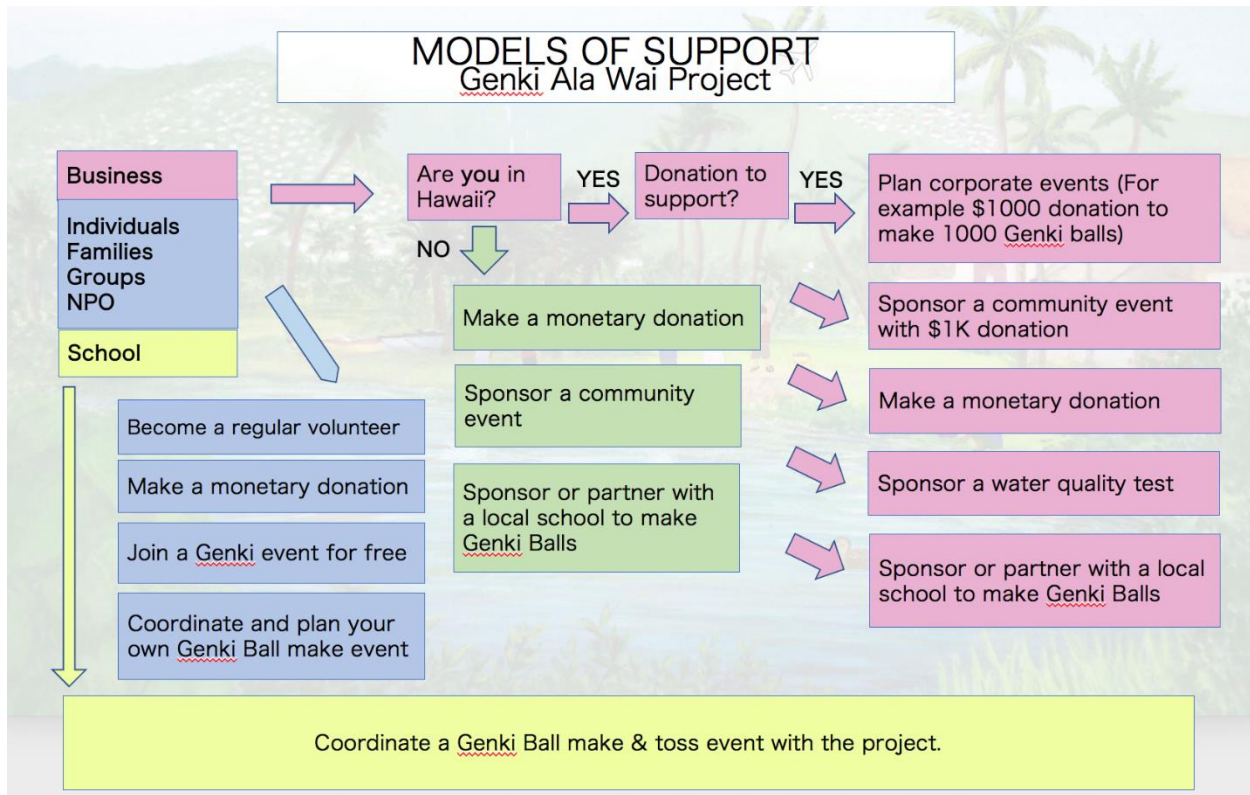 MODELS OF SUPPORT
Genki Ala Wai Project
Business
Individuals
Families
Groups
NPO
School
Are you in
Hawaii?
YES
NO
Donation to
support?
YES
Plan corporate events (For
example $1000 donation to
make 1000 Genki balls)
Sponsor a community event
with $1K donation
Make a monetary donation
Sponsor a water quality test
Sponsor or partner with a local
school to make Genki Balls
Make a monetary donation
Sponsor a community
event
Sponsor or partner with
a local school to make
Genki Balls
Become a regular volunteer
Make a monetary donation
Join a Genki event for free
Coordinate and plan your
own Genki Ball make event
Coordinate a Genki Ball make & toss event with the project.